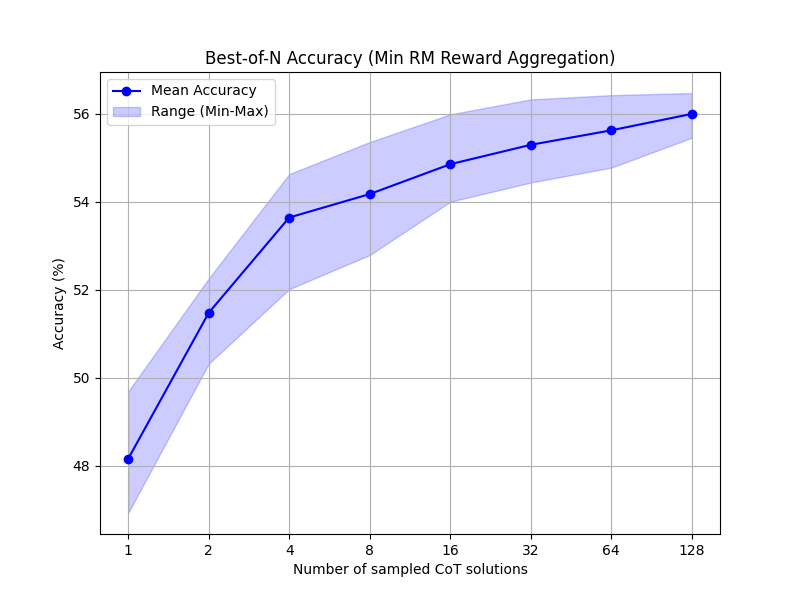 Best-of-N Accuracy (Min RM Reward Aggregation)
Mean Accuracy
Range (Min-Max)
56
54
52
50
48
Accuracy (%)
1 2 4 8 16 32 64 128
Number of sampled CoT solutions